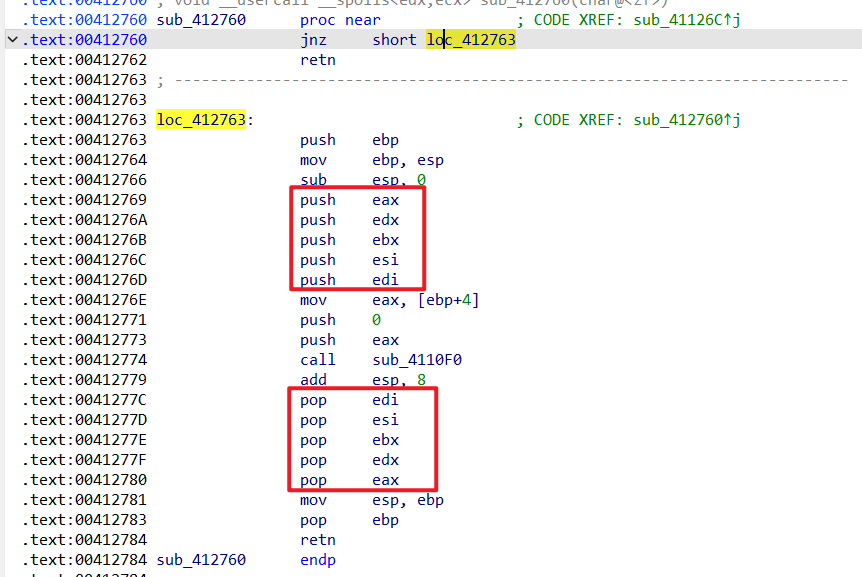 .text:00412760 ; void __usercall __spoils<edx,ecx> sub_412760(char@<zf>)
.text:00412760 sub_412760 proc near ; CODE XREF: sub_41126C↑j
.text:00412760 jnz short loc_412763
.text:00412762 retn
.text:00412763 ; ---------------------------------------------------------------------------
.text:00412763
.text:00412763 loc_412763: ; CODE XREF: sub_412760↑j
.text:00412763 push ebp
.text:00412764 mov ebp, esp
.text:00412766 sub esp, 0
.text:00412769 push eax
.text:0041276A push edx
.text:0041276B push ebx
.text:0041276C push esi
.text:0041276D push edi
.text:0041276E mov eax, [ebp+4]
.text:00412771 push 0
.text:00412773 push eax
.text:00412774 call sub_4110F0
.text:00412779 add esp, 8
.text:0041277C pop edi
.text:0041277D pop esi
.text:0041277E pop ebx
.text:0041277F pop edx
.text:00412780 pop eax
.text:00412781 mov esp, ebp
.text:00412783 pop ebp
.text:00412784 retn
.text:00412784 sub_412760 endp